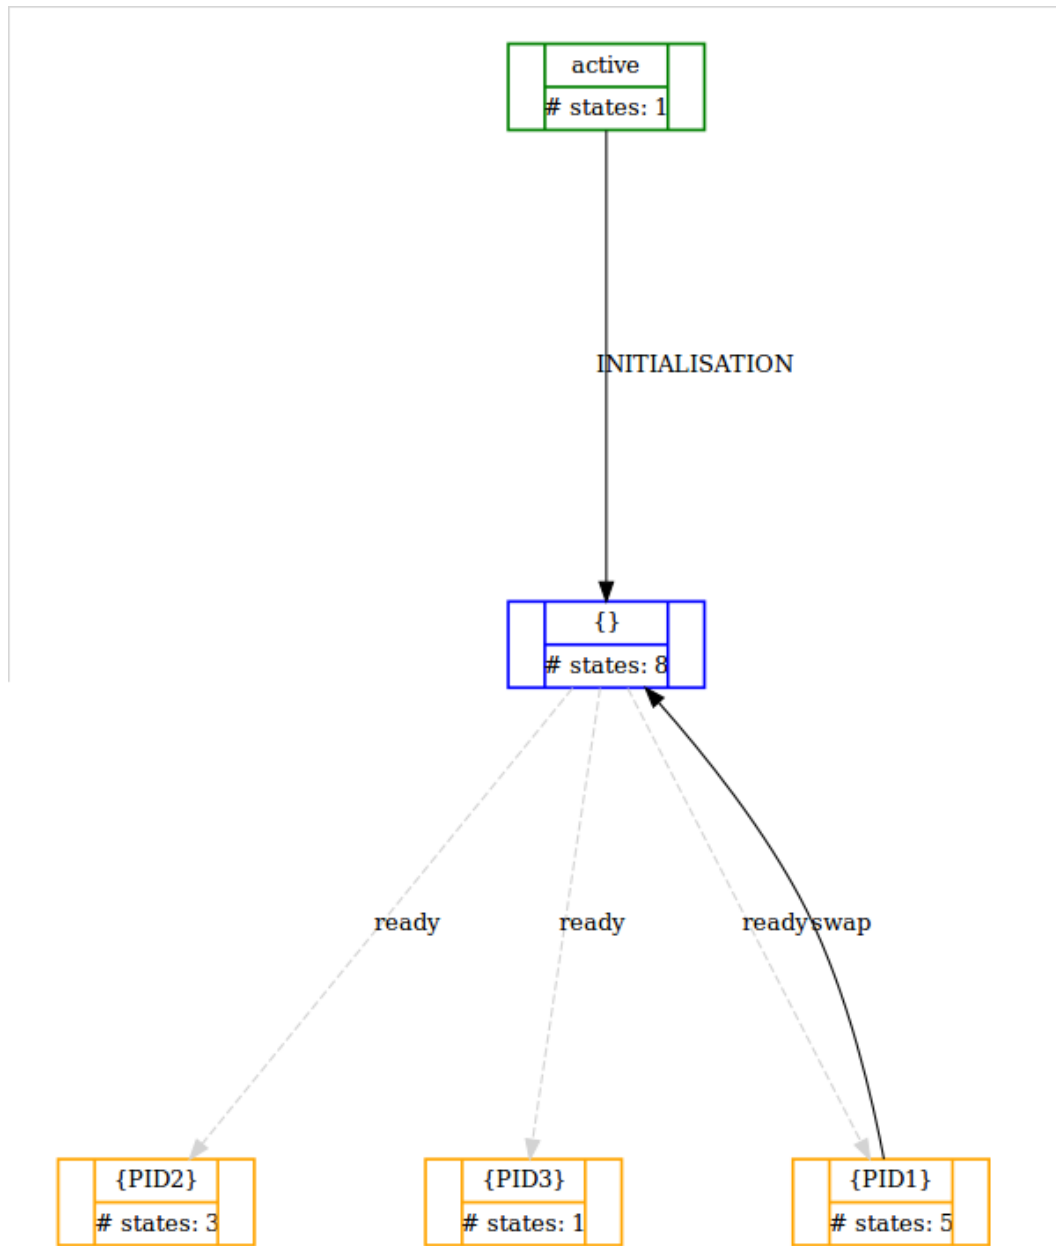 active
# states: 1
INITIALISATION
{}
# states: 8
ready
ready
ready
swap
{PID2}
# states: 3
{PID3}
# states: 1
{PID1}
# states: 5